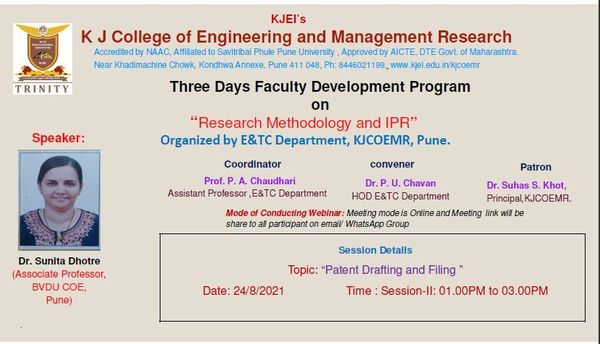 KJEI's
K J College of Engineering and Management Research
Accredited by NAAC, Affiliated to Savitribai Phule Pune University , Approved by AICTE, DTE Govt. of Maharashtra.
Near Khadimachine Chowk, Kondhwa Annexe, Pune 411 048, Ph: 8446021199, www.kjei.edu.in/kjcoemr
TRINITY
Three Days Faculty Development Program
on
“Research Methodology and IPR”
Organized by E&TC Department, KJCOEMR, Pune.
Speaker:
Dr. Sunita Dhotre
(Associate Professor,
BVDU COE,
Pune)
Coordinator
Prof. P. A. Chaudhari
Assistant Professor ,E&TC Department
convener
Dr. P. U. Chavan
HOD E&TC Department
Patron
Dr. Suhas S. Khot,
Principal,KJCOEMR.
Mode of Conducting Webinar: Meeting mode is Online and Meeting link will be
share to all participant on email/ WhatsApp Group
Session Details
Topic: “Patent Drafting and Filing ”
Date: 24/8/2021 Time : Session-II: 01.00PM to 03.00PM